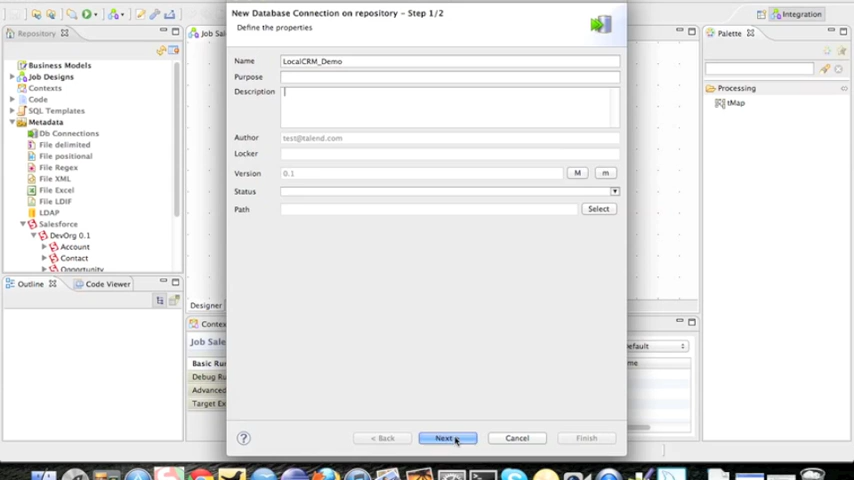 New Database Connection on repository - Step 1/2
Define the properties
Name LocalCRM_Demo
Purpose
Description
Author test@talend.com
Locker
Version 0.1 M m
Status
Path Select
< Back Next Cancel Finish
Repository
Business Models
Job Designs
Contexts
Code
SQL Templates
Metadata
Db Connections
File delimited
File positional
File Regex
File XML
File Excel
File LDIF
LDAP
Salesforce
DevOrg 0.1
Account
Contact
Opportunity
Outline Code Viewer
Job Sal
Designer
Contex
Job Sale
Basic Ru
Debug Ru
Advanced
Target Ex
Integration
Palette
Processing
tMap
efault
me